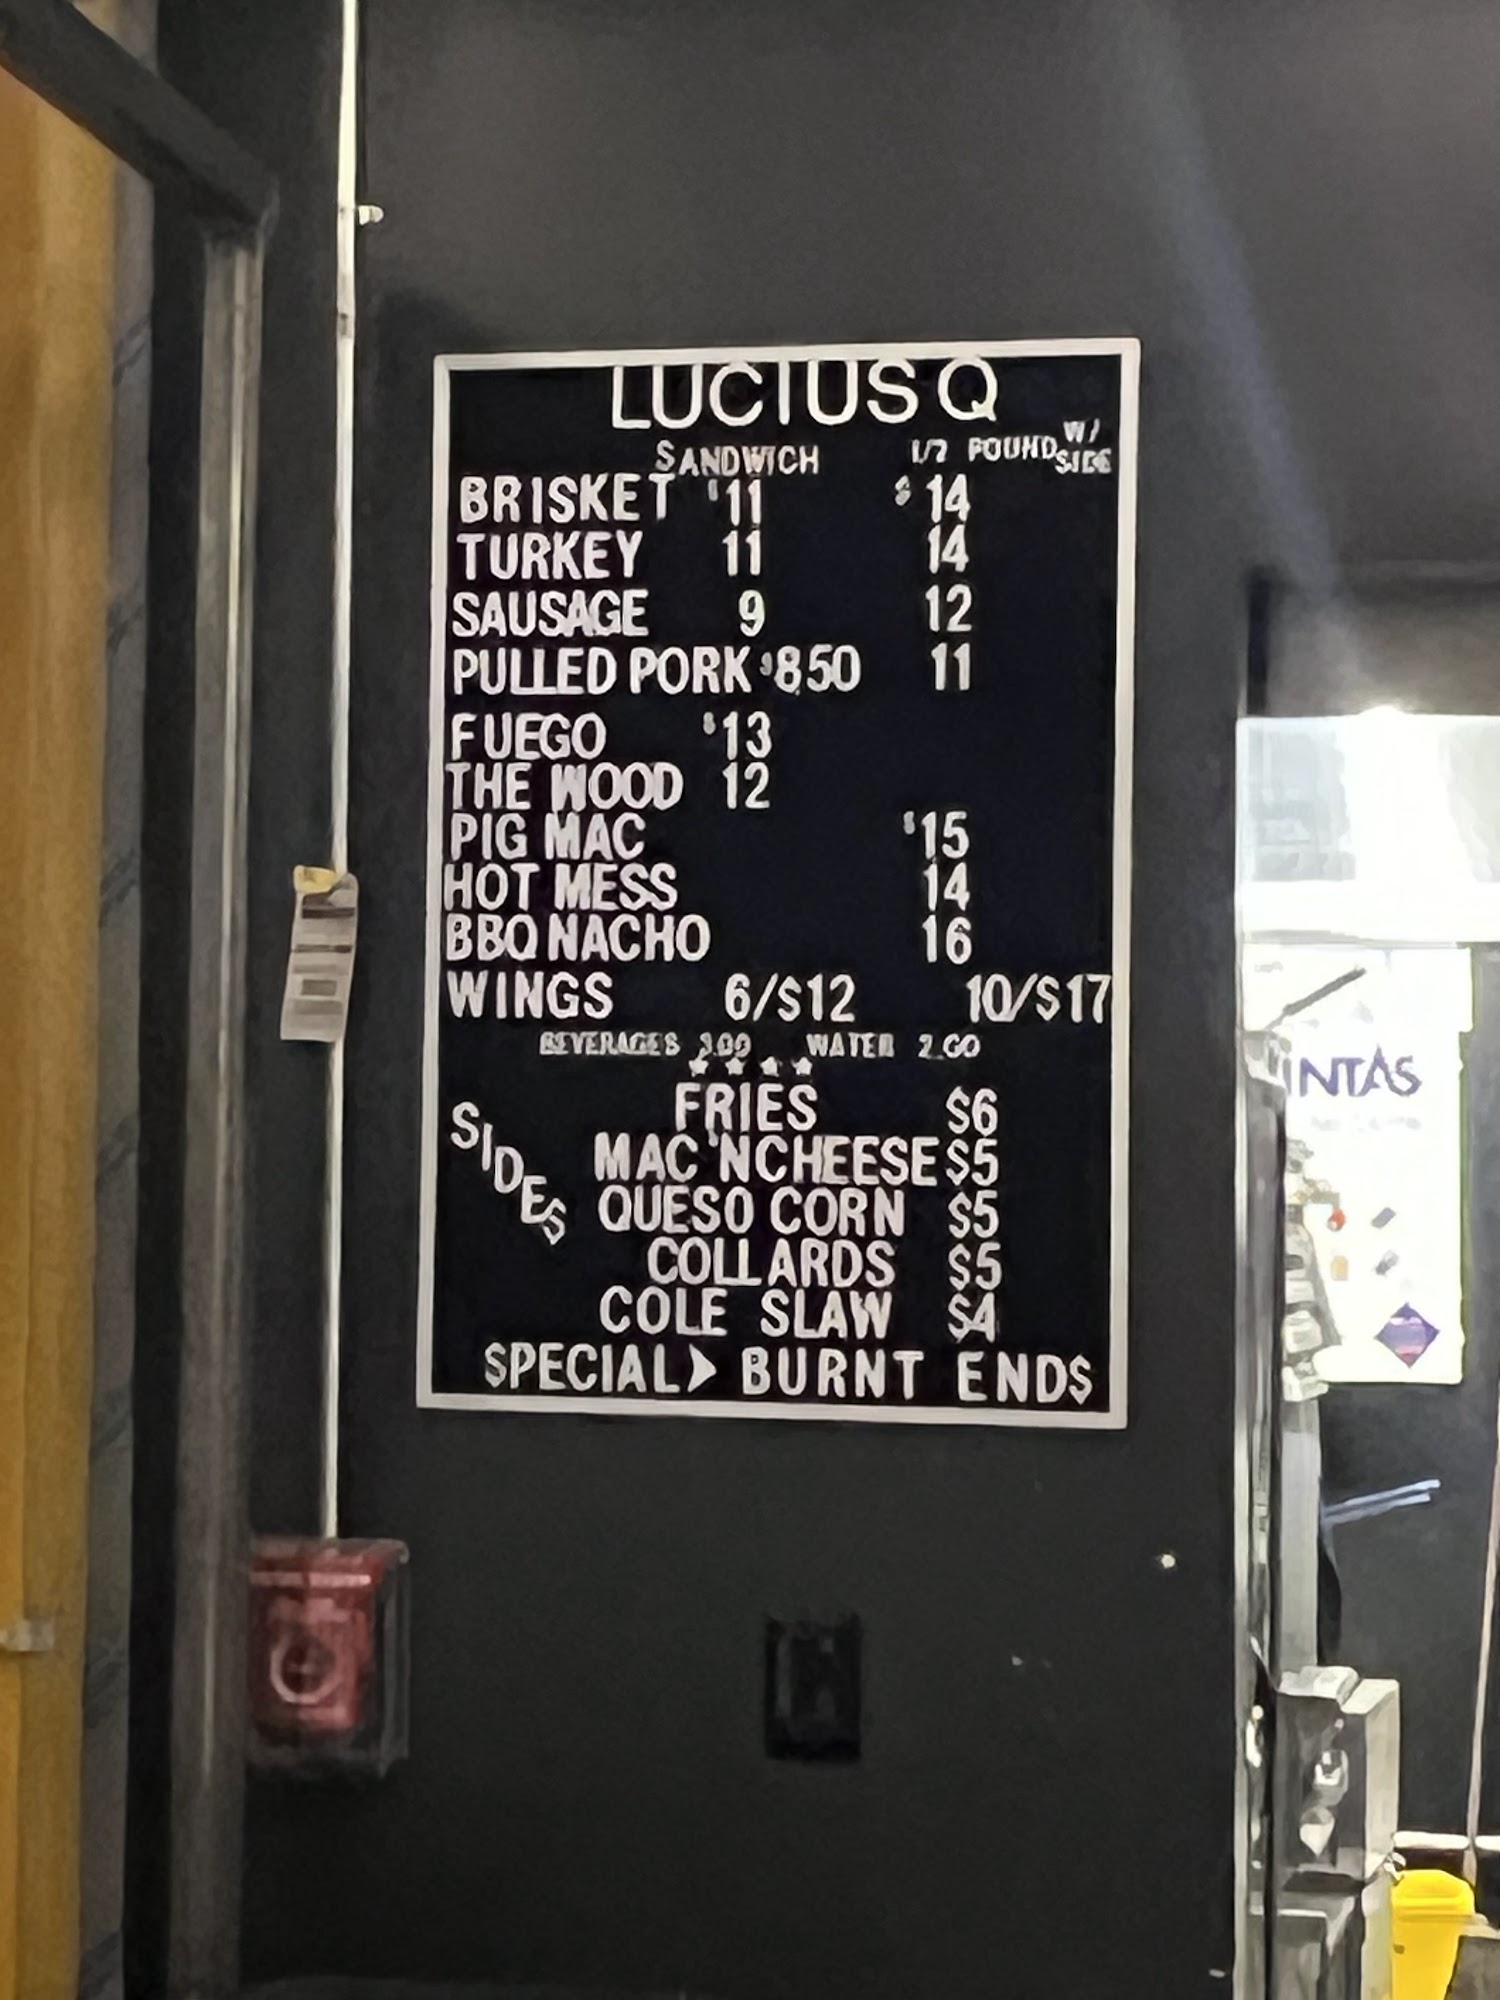 LUCIUS Q
SANDWICH 1/2 POUND W/ SIDE
BRISKET $11 $14
TURKEY 11 14
SAUSAGE 9 12
PULLED PORK $8.50 11
FUEGO $13
THE WOOD 12
PIG MAC $15
HOT MESS 14
BBQ NACHO 16
WINGS 6/$12 10/$17
BEVERAGES 3.00 WATER 2.00
SIDES
FRIES $6
MAC 'N CHEESE $5
QUESO CORN $5
COLLARDS $5
COLE SLAW $4
SPECIAL > BURNT ENDS
INTAS